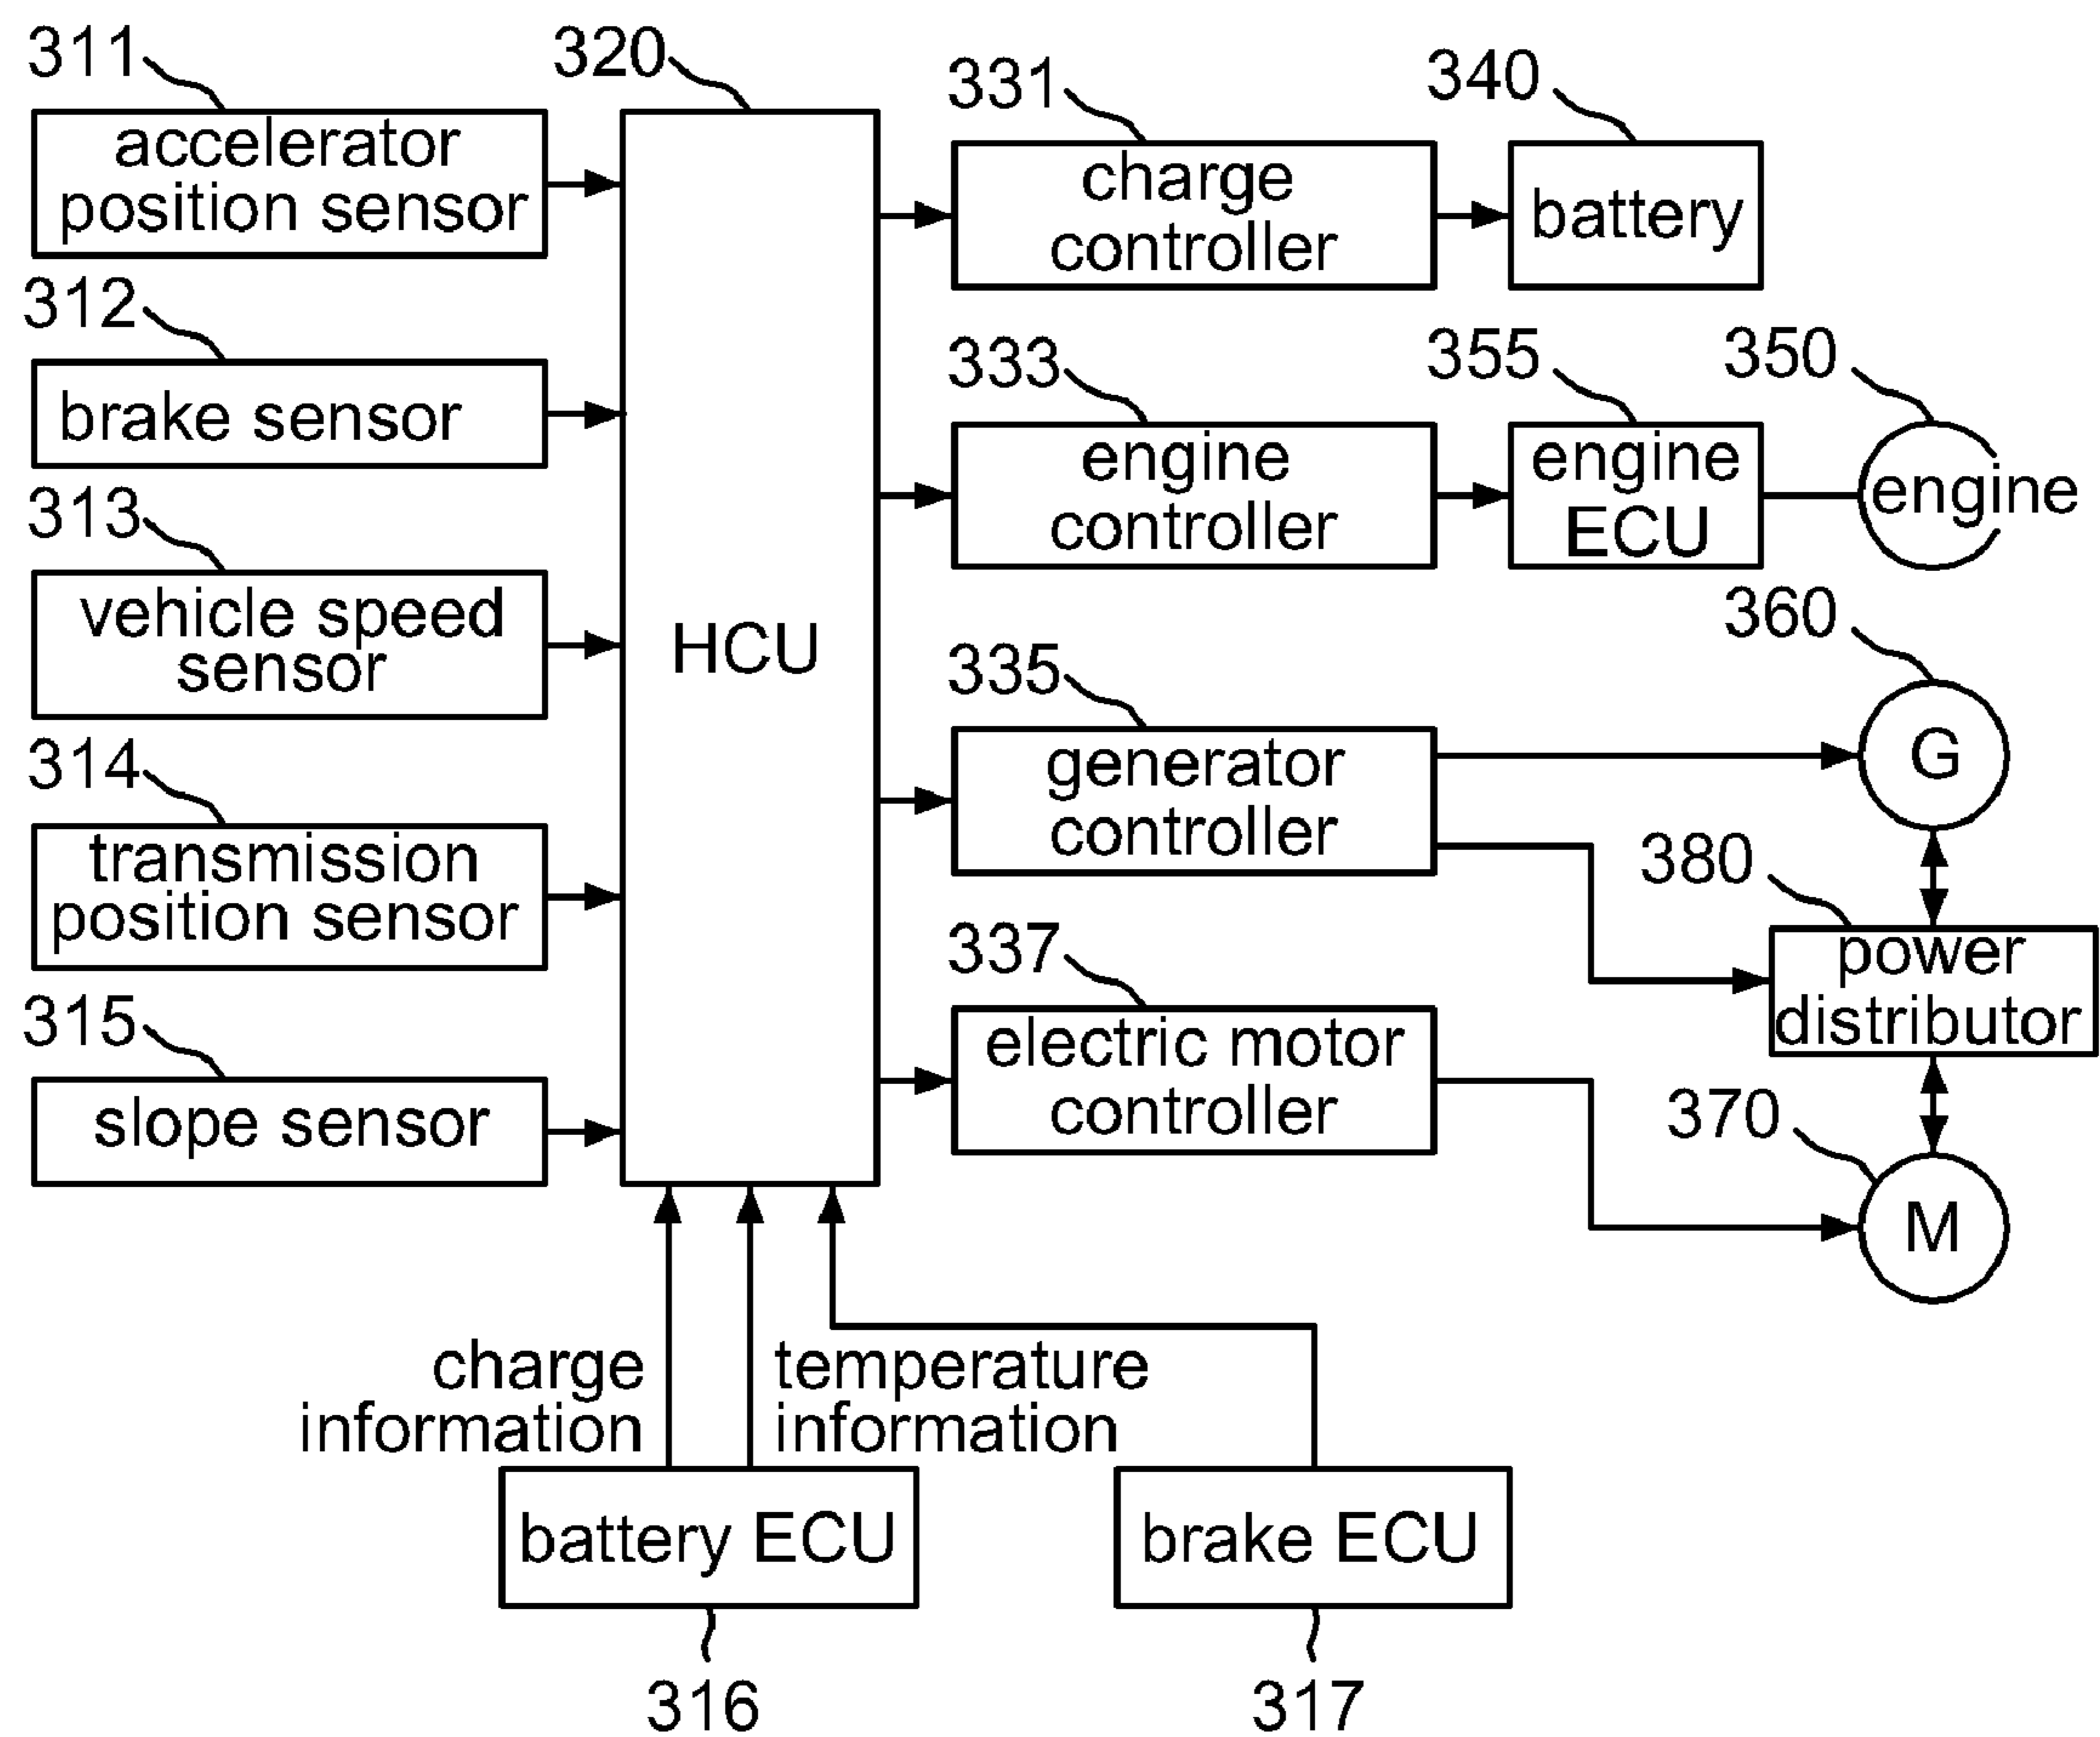 311
accelerator
position sensor
312
brake sensor
313
vehicle speed
sensor
314
transmission
position sensor
315
slope sensor
320
HCU
331
charge
controller
340
battery
333
engine
controller
355
engine
ECU
350
engine
335
generator
controller
360
G
380
power
distributor
337
electric motor
controller
370
M
charge
information
temperature
information
battery ECU
316
brake ECU
317